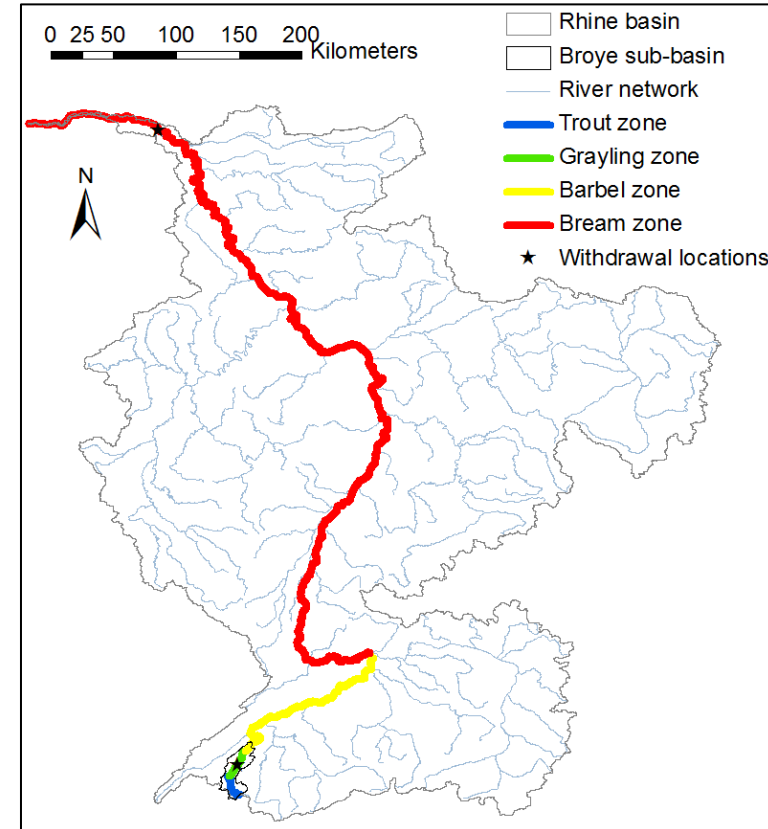 0 25 50 100 150 200
Kilometers
N
Rhine basin
Broye sub-basin
River network
Trout zone
Grayling zone
Barbel zone
Bream zone
Withdrawal locations